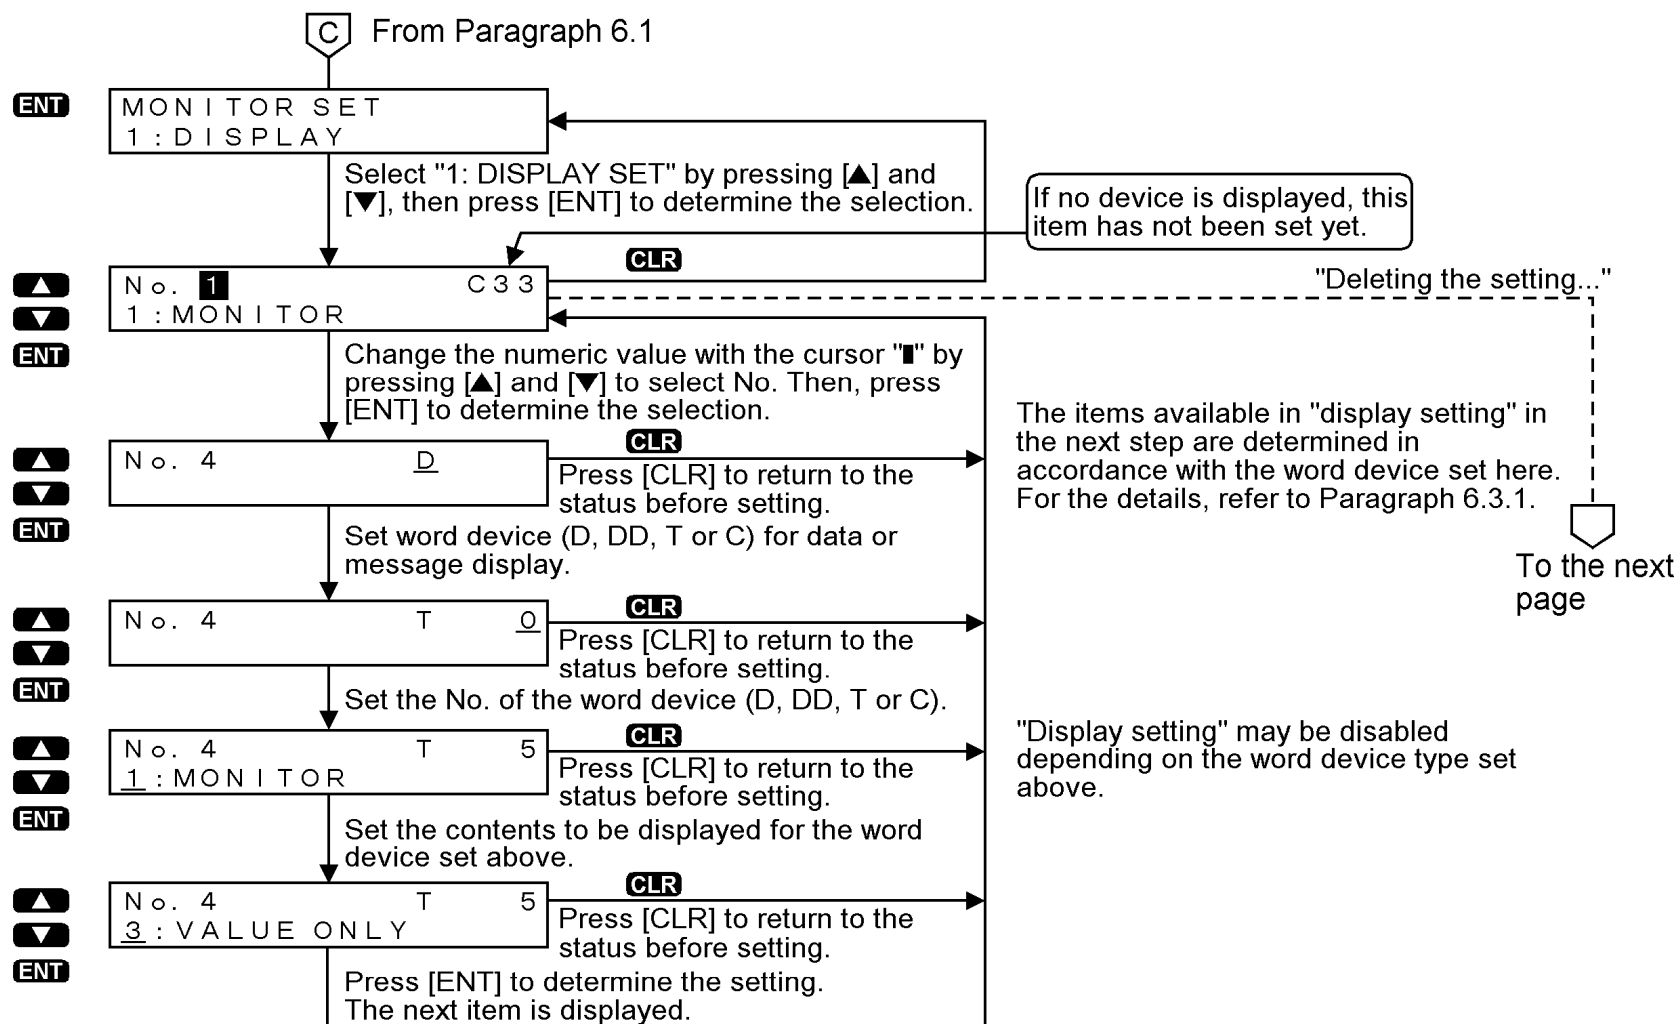 C From Paragraph 6.1
ENT
MONITOR SET
1:DISPLAY
Select "1: DISPLAY SET" by pressing [▲] and
[▼], then press [ENT] to determine the selection.
If no device is displayed, this
item has not been set yet.
CLR
▲
▼
ENT
No. 1 C33
1:MONITOR
"Deleting the setting..."
Change the numeric value with the cursor "▮" by
pressing [▲] and [▼] to select No. Then, press
[ENT] to determine the selection.
The items available in "display setting" in
the next step are determined in
accordance with the word device set here.
For the details, refer to Paragraph 6.3.1.
To the next
page
▲
▼
ENT
No. 4 D
CLR
Press [CLR] to return to the
status before setting.
Set word device (D, DD, T or C) for data or
message display.
▲
▼
ENT
No. 4 T 0
CLR
Press [CLR] to return to the
status before setting.
Set the No. of the word device (D, DD, T or C).
▲
▼
ENT
No. 4 T 5
1:MONITOR
CLR
Press [CLR] to return to the
status before setting.
"Display setting" may be disabled
depending on the word device type set
above.
Set the contents to be displayed for the word
device set above.
▲
▼
ENT
No. 4 T 5
3:VALUE ONLY
CLR
Press [CLR] to return to the
status before setting.
Press [ENT] to determine the setting.
The next item is displayed.